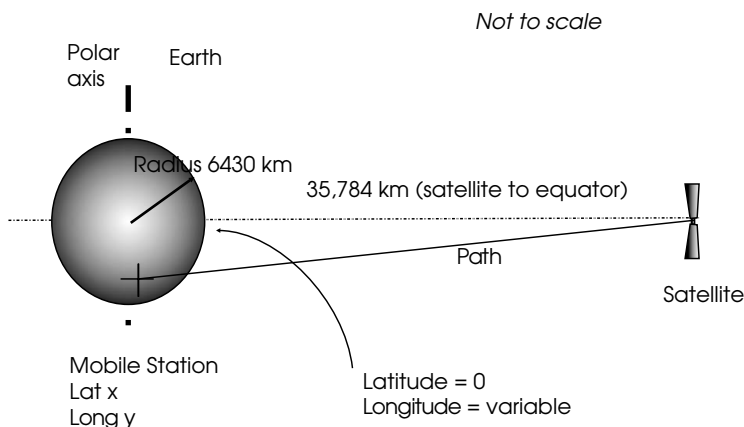 Not to scale
Polar
axis
Earth
Radius 6430 km
35,784 km (satellite to equator)
Path
Satellite
Mobile Station
Lat x
Long y
Latitude = 0
Longitude = variable